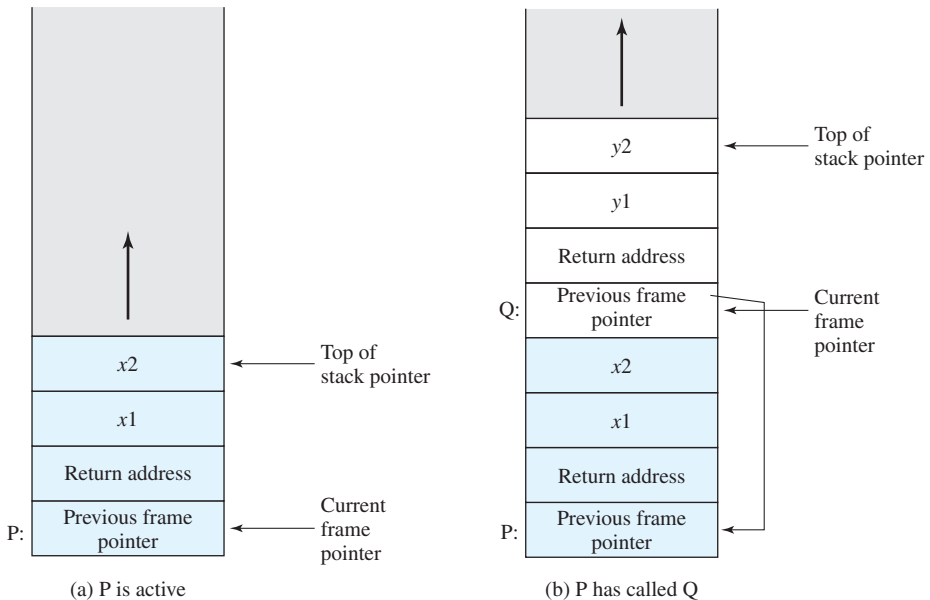 x2
Top of
stack pointer
x1
Return address
P:
Previous frame
pointer
Current
frame
pointer
(a) P is active
y2
Top of
stack pointer
y1
Return address
Q:
Previous frame
pointer
Current
frame
pointer
x2
x1
Return address
P:
Previous frame
pointer
(b) P has called Q